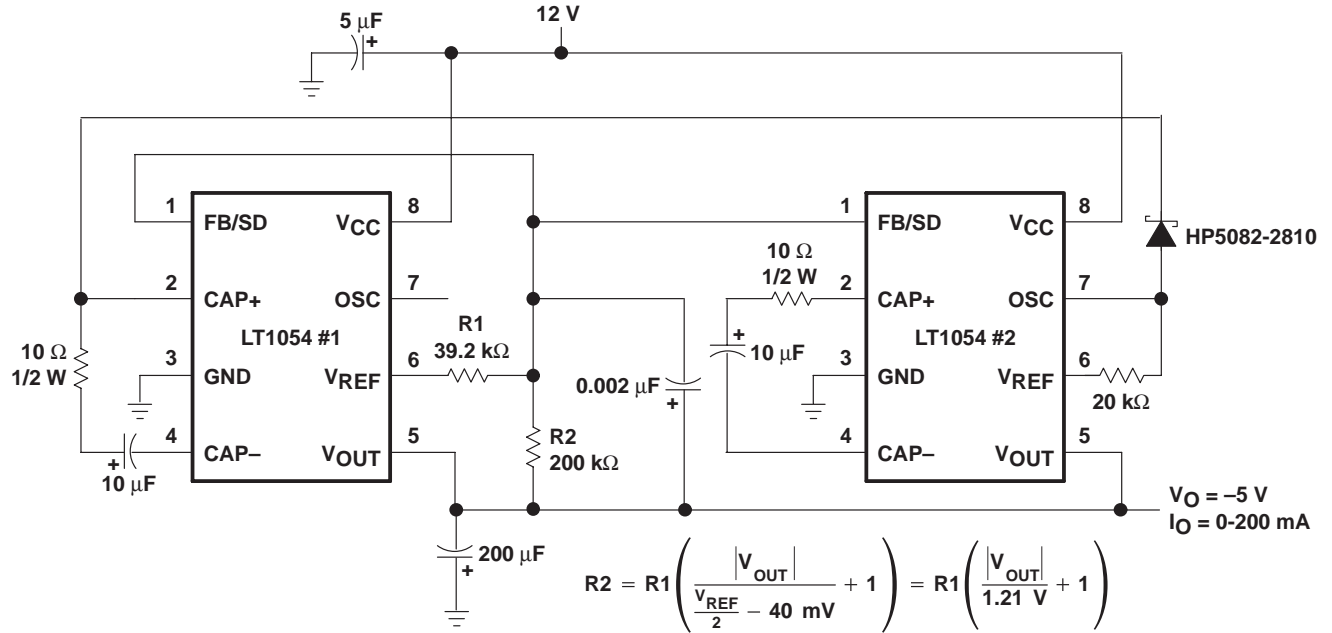 5 μF
+
12 V
1
FB/SD
VCC
8
2
CAP+
OSC
7
LT1054 #1
3
GND
VREF
6
4
CAP–
VOUT
5
10 Ω
1/2 W
+
10 μF
R1
39.2 kΩ
R2
200 kΩ
0.002 μF
+
200 μF
+
10 Ω
1/2 W
+
10 μF
1
FB/SD
VCC
8
2
CAP+
OSC
7
LT1054 #2
3
GND
VREF
6
4
CAP–
VOUT
5
HP5082-2810
20 kΩ
VO = –5 V
IO = 0-200 mA
R2 = R1 ( |VOUT| / (VREF/2 – 40 mV) + 1 ) = R1 ( |VOUT| / 1.21 V + 1 )